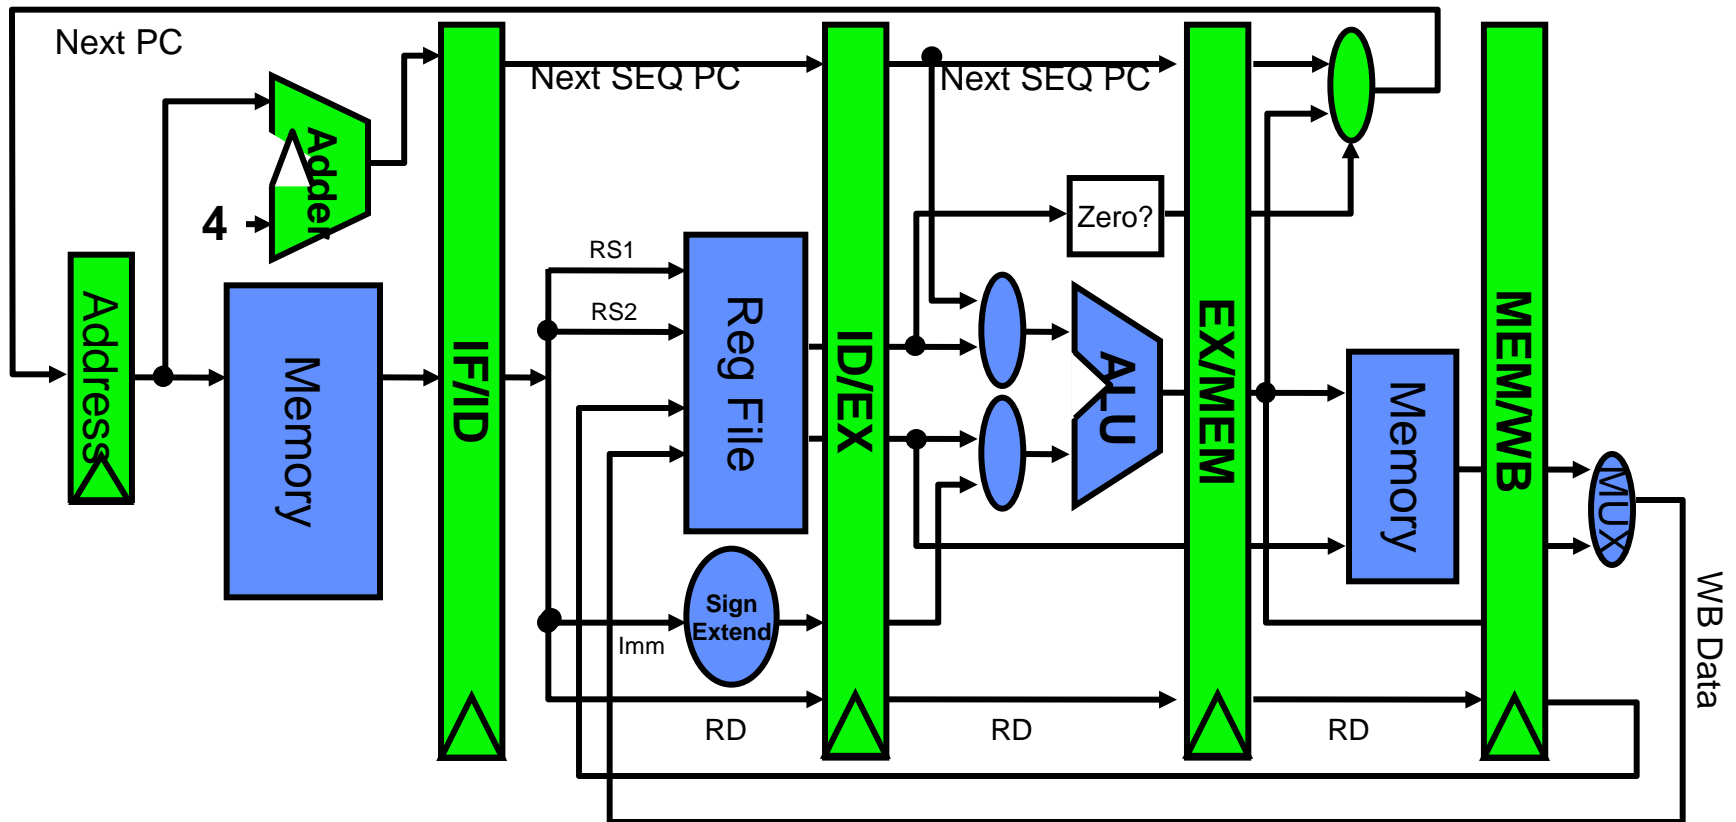 Next PC
Next SEQ PC
Next SEQ PC
Adder
4
Zero?
RS1
RS2
Address
Memory
IF/ID
Reg File
ID/EX
ALU
EX/MEM
Memory
MEM/WB
MUX
Sign
Extend
Imm
WB Data
RD
RD
RD